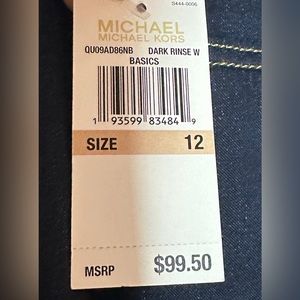 S444-0006
MICHAEL
MICHAEL KORS
QU09AD86NB DARK RINSE W
BASICS
1 93599 83484 9
SIZE 12
MSRP $99.50